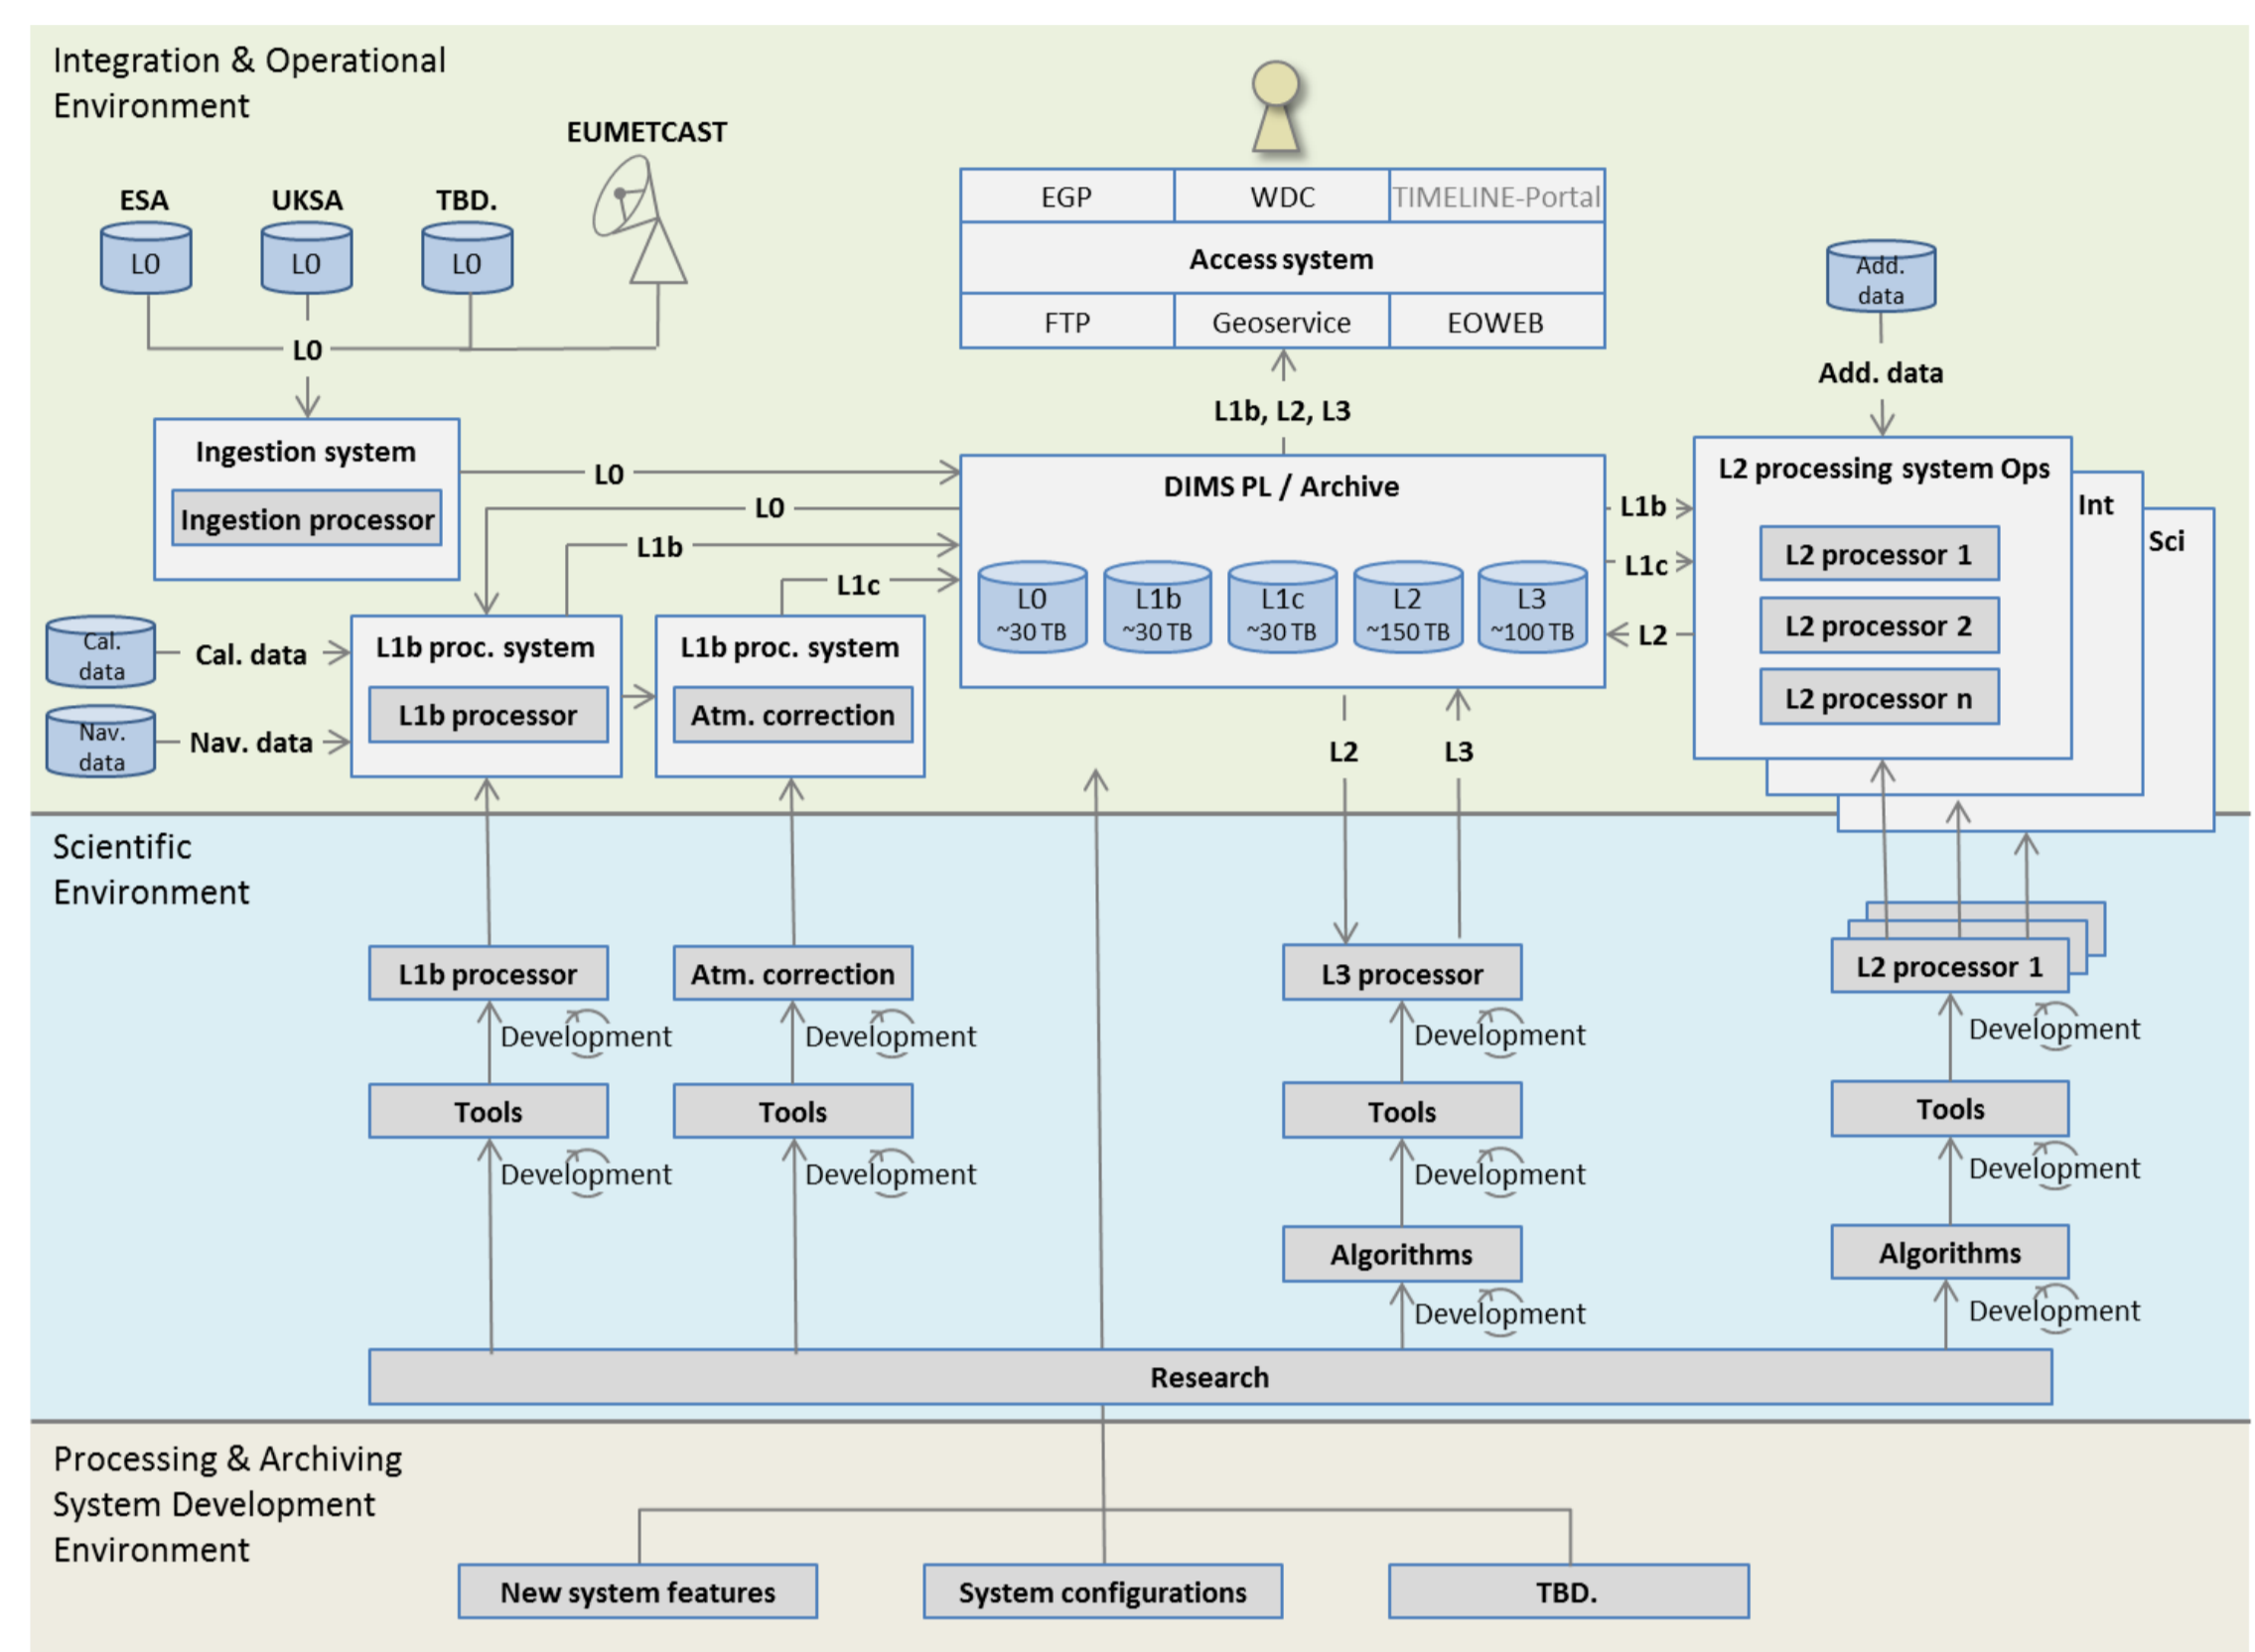 Integration & Operational
Environment
EUMETCAST
ESA
UKSA
TBD.
L0
L0
L0
L0
EGP
WDC
TIMELINE-Portal
Access system
FTP
Geoservice
EOWEB
Add.
data
Add. data
L1b, L2, L3
Ingestion system
Ingestion processor
L0
L0
L1b
L1c
DIMS PL / Archive
L0
~30 TB
L1b
~30 TB
L1c
~30 TB
L2
~150 TB
L3
~100 TB
L1b
L1c
L2
L2 processing system Ops
Int
Sci
L2 processor 1
L2 processor 2
L2 processor n
Cal.
data
Cal. data
Nav.
data
Nav. data
L1b proc. system
L1b processor
L1b proc. system
Atm. correction
L2
L3
Scientific
Environment
L1b processor
Atm. correction
L3 processor
L2 processor 1
Development
Development
Development
Development
Tools
Tools
Tools
Tools
Development
Development
Development
Development
Algorithms
Algorithms
Development
Development
Research
Processing & Archiving
System Development
Environment
New system features
System configurations
TBD.